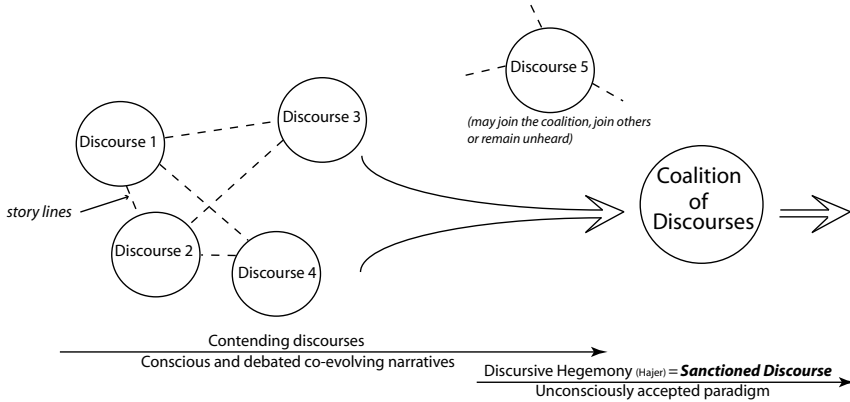 Discourse 5
(may join the coalition, join others
or remain unheard)
Discourse 3
Discourse 1
story lines
Discourse 2
Discourse 4
Coalition
of
Discourses
Contending discourses
Conscious and debated co-evolving narratives
Discursive Hegemony (Hajer) = Sanctioned Discourse
Unconsciously accepted paradigm